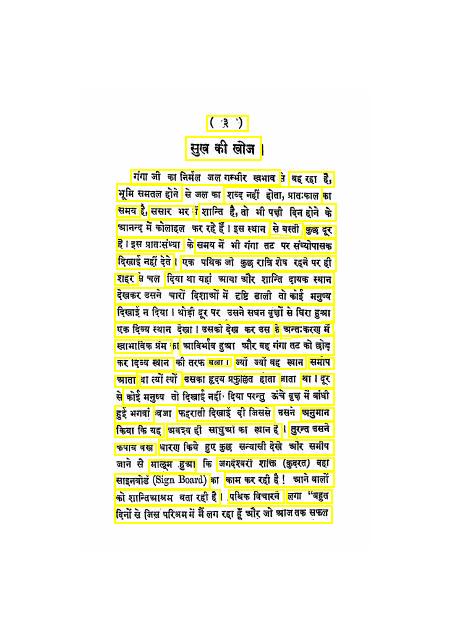 ( ३ )
सुख की खोज ।
गंगा जी का निर्मल जल गम्भीर स्वभाव से बह रहा है,
भूमि समतल होने से जल का शब्द नहीं होता, प्रातःकाल का
समय है, संसार भर में शान्ति है, तो भी पक्षी दिन होने के
आनन्द में कोलाहल कर रहे हैं । इस स्थान से बस्ती कुछ दूर
है । इस प्रातःसंध्या के समय में भी गंगा तट पर संध्योपासक
दिखाई नहीं देते । एक पथिक जो कुछ रात्रि शेष रहने पर ही
शहर से चल दिया था यहां आया और शान्ति दायक स्थान
देखकर उसने चारों दिशाओं में दृष्टि डाली तो कोई मनुष्य
दिखाई न दिया । थोड़ी दूर पर उसने सघन वृक्षों से घिरा हुआ
एक दिव्य स्थान देखा । उसको देख कर उस के अन्तःकरण में
स्वाभाविक प्रेम का आविर्भाव हुआ और वह गंगा तट को छोड़
कर दिव्य स्थान की तरफ चला । ज्यों ज्यों वह स्थान समीप
आता था त्यों त्यों उसका हृदय प्रफुल्लित होता जाता था । दूर
से कोई मनुष्य तो दिखाई नहीं दिया परन्तु ऊंचे वृक्ष में बांधी
हुई भगवां ध्वजा फहराती दिखाई दी जिससे उसने अनुमान
किया कि यह अवश्य ही साधुओं का स्थान है । तुरन्त उसने
कषाय वस्त्र धारण किये हुए कुछ सन्यासी देखे और समीप
जाने से मालूम हुआ कि जगदेश्वरी शक्ति (कुदरत) वहां
साइनबोर्ड (Sign Board) का काम कर रही है ! आने वालों
को शान्तिआश्रम बता रही है । पथिक विचारने लगा "बहुत
दिनों से जिस परिश्रम में मैं लग रहा हूँ और जो आज तक सफल